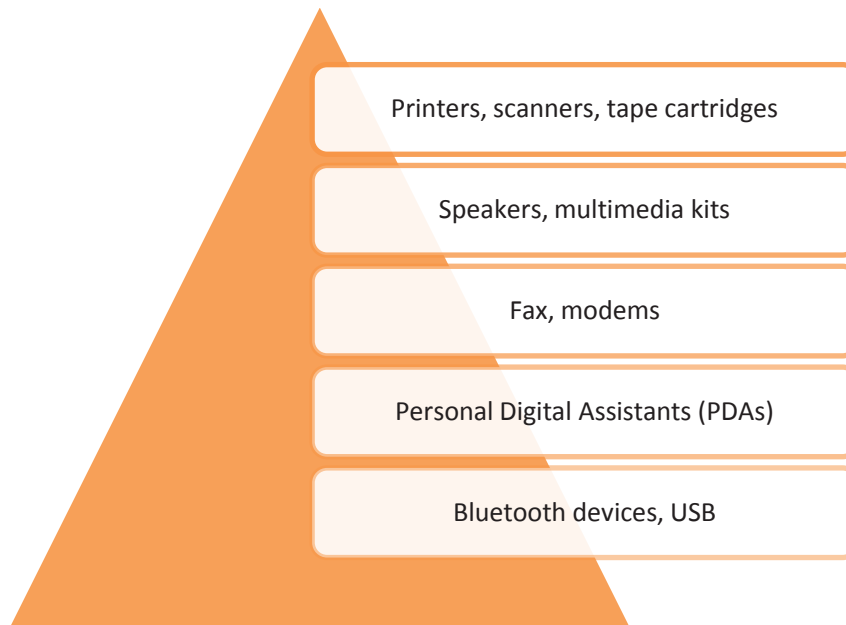 Printers, scanners, tape cartridges
Speakers, multimedia kits
Fax, modems
Personal Digital Assistants (PDAs)
Bluetooth devices, USB